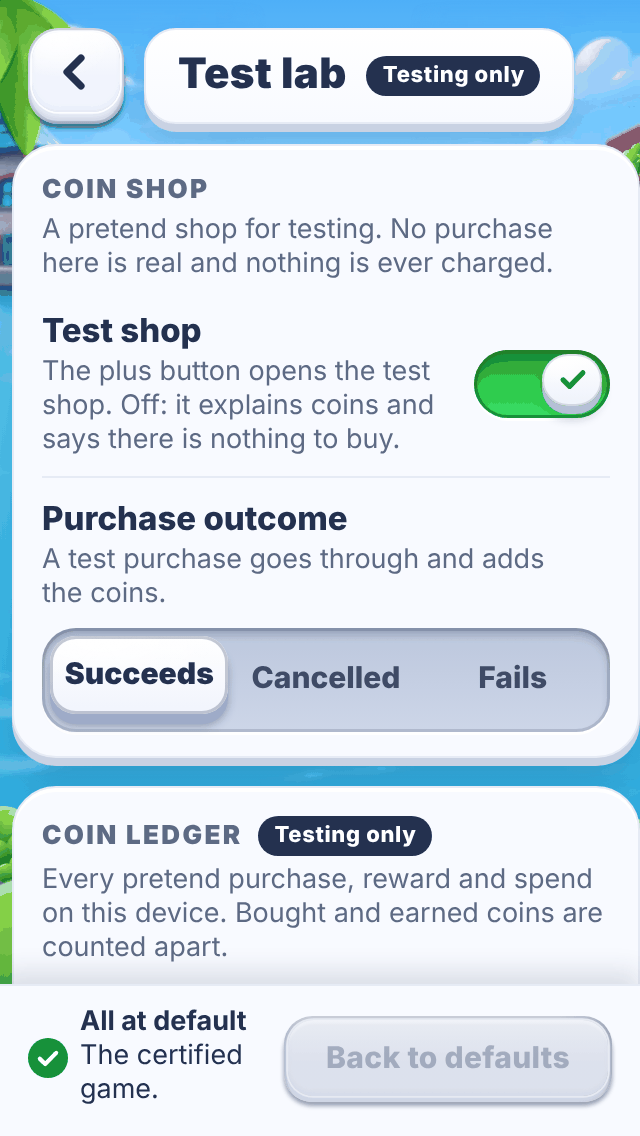 Test lab Testing only
COIN SHOP
A pretend shop for testing. No purchase
here is real and nothing is ever charged.
Test shop
The plus button opens the test
shop. Off: it explains coins and
says there is nothing to buy.
Purchase outcome
A test purchase goes through and adds
the coins.
Succeeds Cancelled Fails
COIN LEDGER Testing only
Every pretend purchase, reward and spend
on this device. Bought and earned coins are
counted apart.
All at default
The certified
game.
Back to defaults